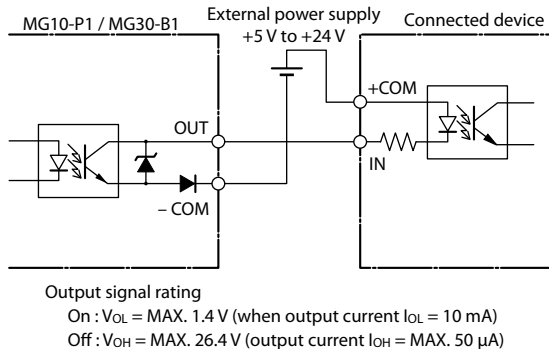 External power supply
+5 V to +24 V
MG10-P1 / MG30-B1
Connected device
+COM
OUT
IN
– COM
Output signal rating
On : VOL = MAX. 1.4 V (when output current IOL = 10 mA)
Off : VOH = MAX. 26.4 V (output current IOH = MAX. 50 µA)